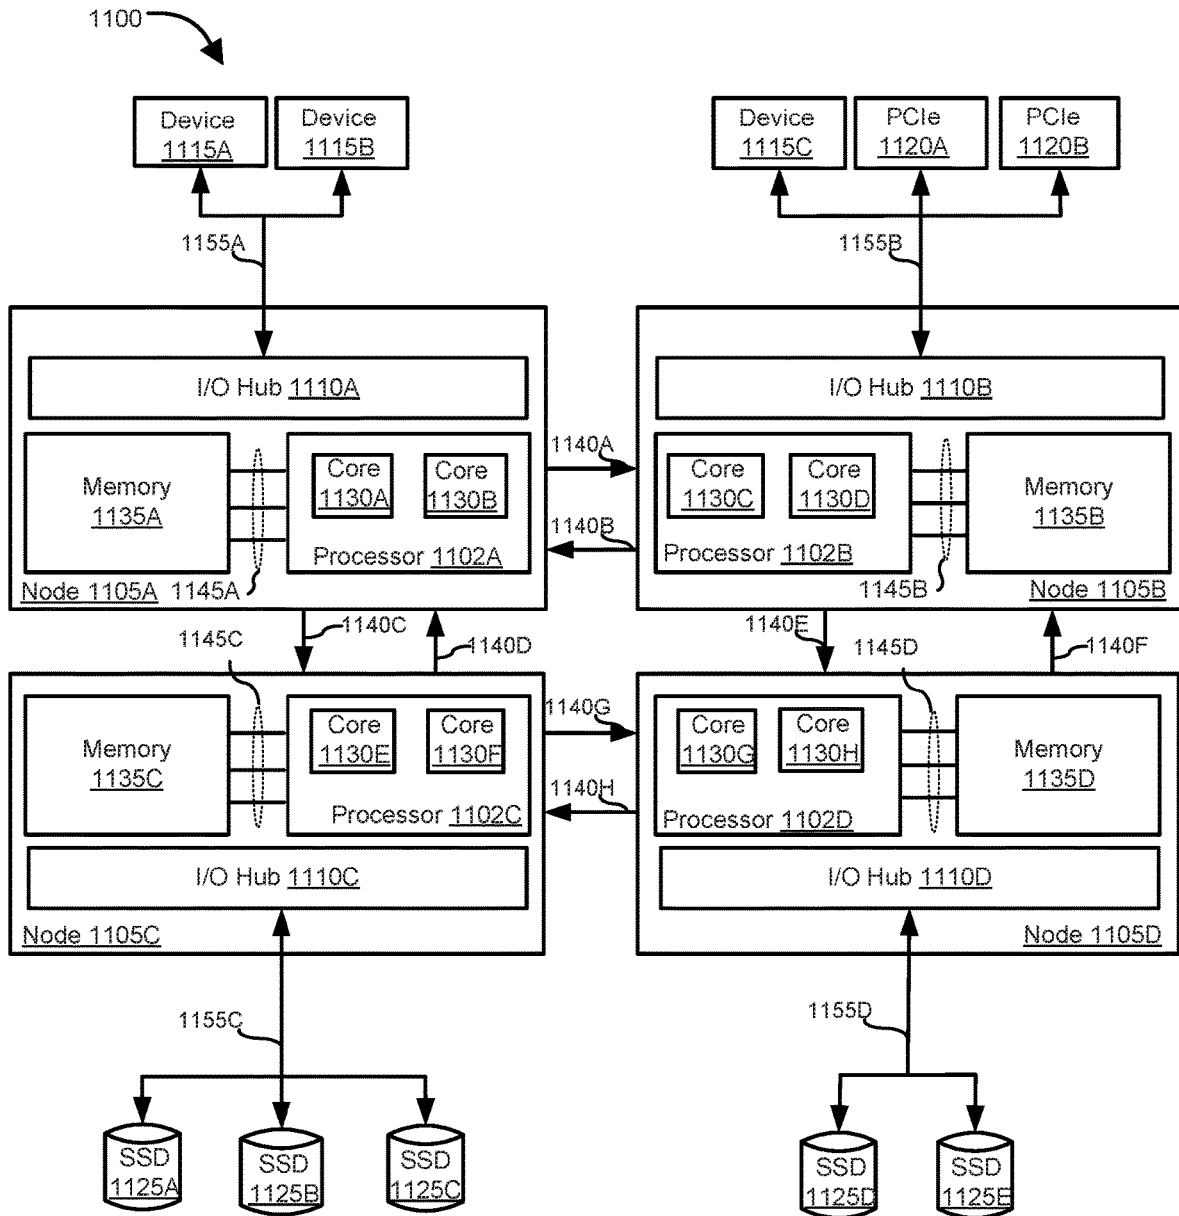 1100
Device
1115A
Device
1115B
Device
1115C
PCIe
1120A
PCIe
1120B
1155A
1155B
I/O Hub 1110A
I/O Hub 1110B
Memory
1135A
Core
1130A
Core
1130B
Processor 1102A
Node 1105A
1145A
1140A
1140B
Core
1130C
Core
1130D
Processor 1102B
Memory
1135B
1145B
Node 1105B
1145C
1140C
1140D
1140E
1145D
1140F
Memory
1135C
Core
1130E
Core
1130F
Processor 1102C
1140G
1140H
Core
1130G
Core
1130H
Processor 1102D
Memory
1135D
I/O Hub 1110C
I/O Hub 1110D
Node 1105C
Node 1105D
1155C
1155D
SSD
1125A
SSD
1125B
SSD
1125C
SSD
1125D
SSD
1125E